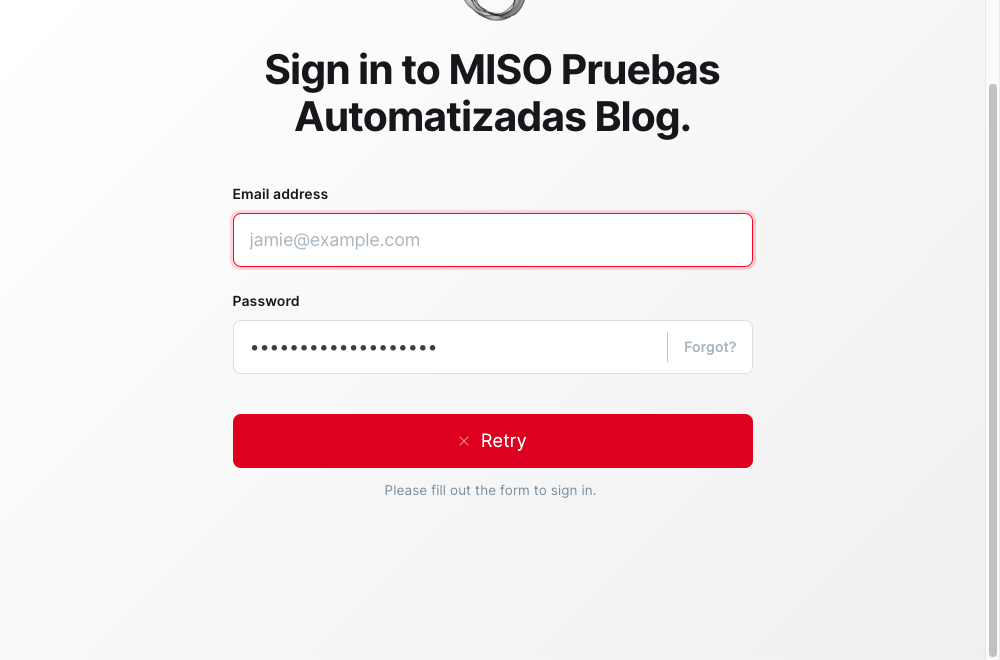 Sign in to MISO Pruebas
Automatizadas Blog.
Email address
jamie@example.com
Password
•••••••••••••••••••
Forgot?
× Retry
Please fill out the form to sign in.